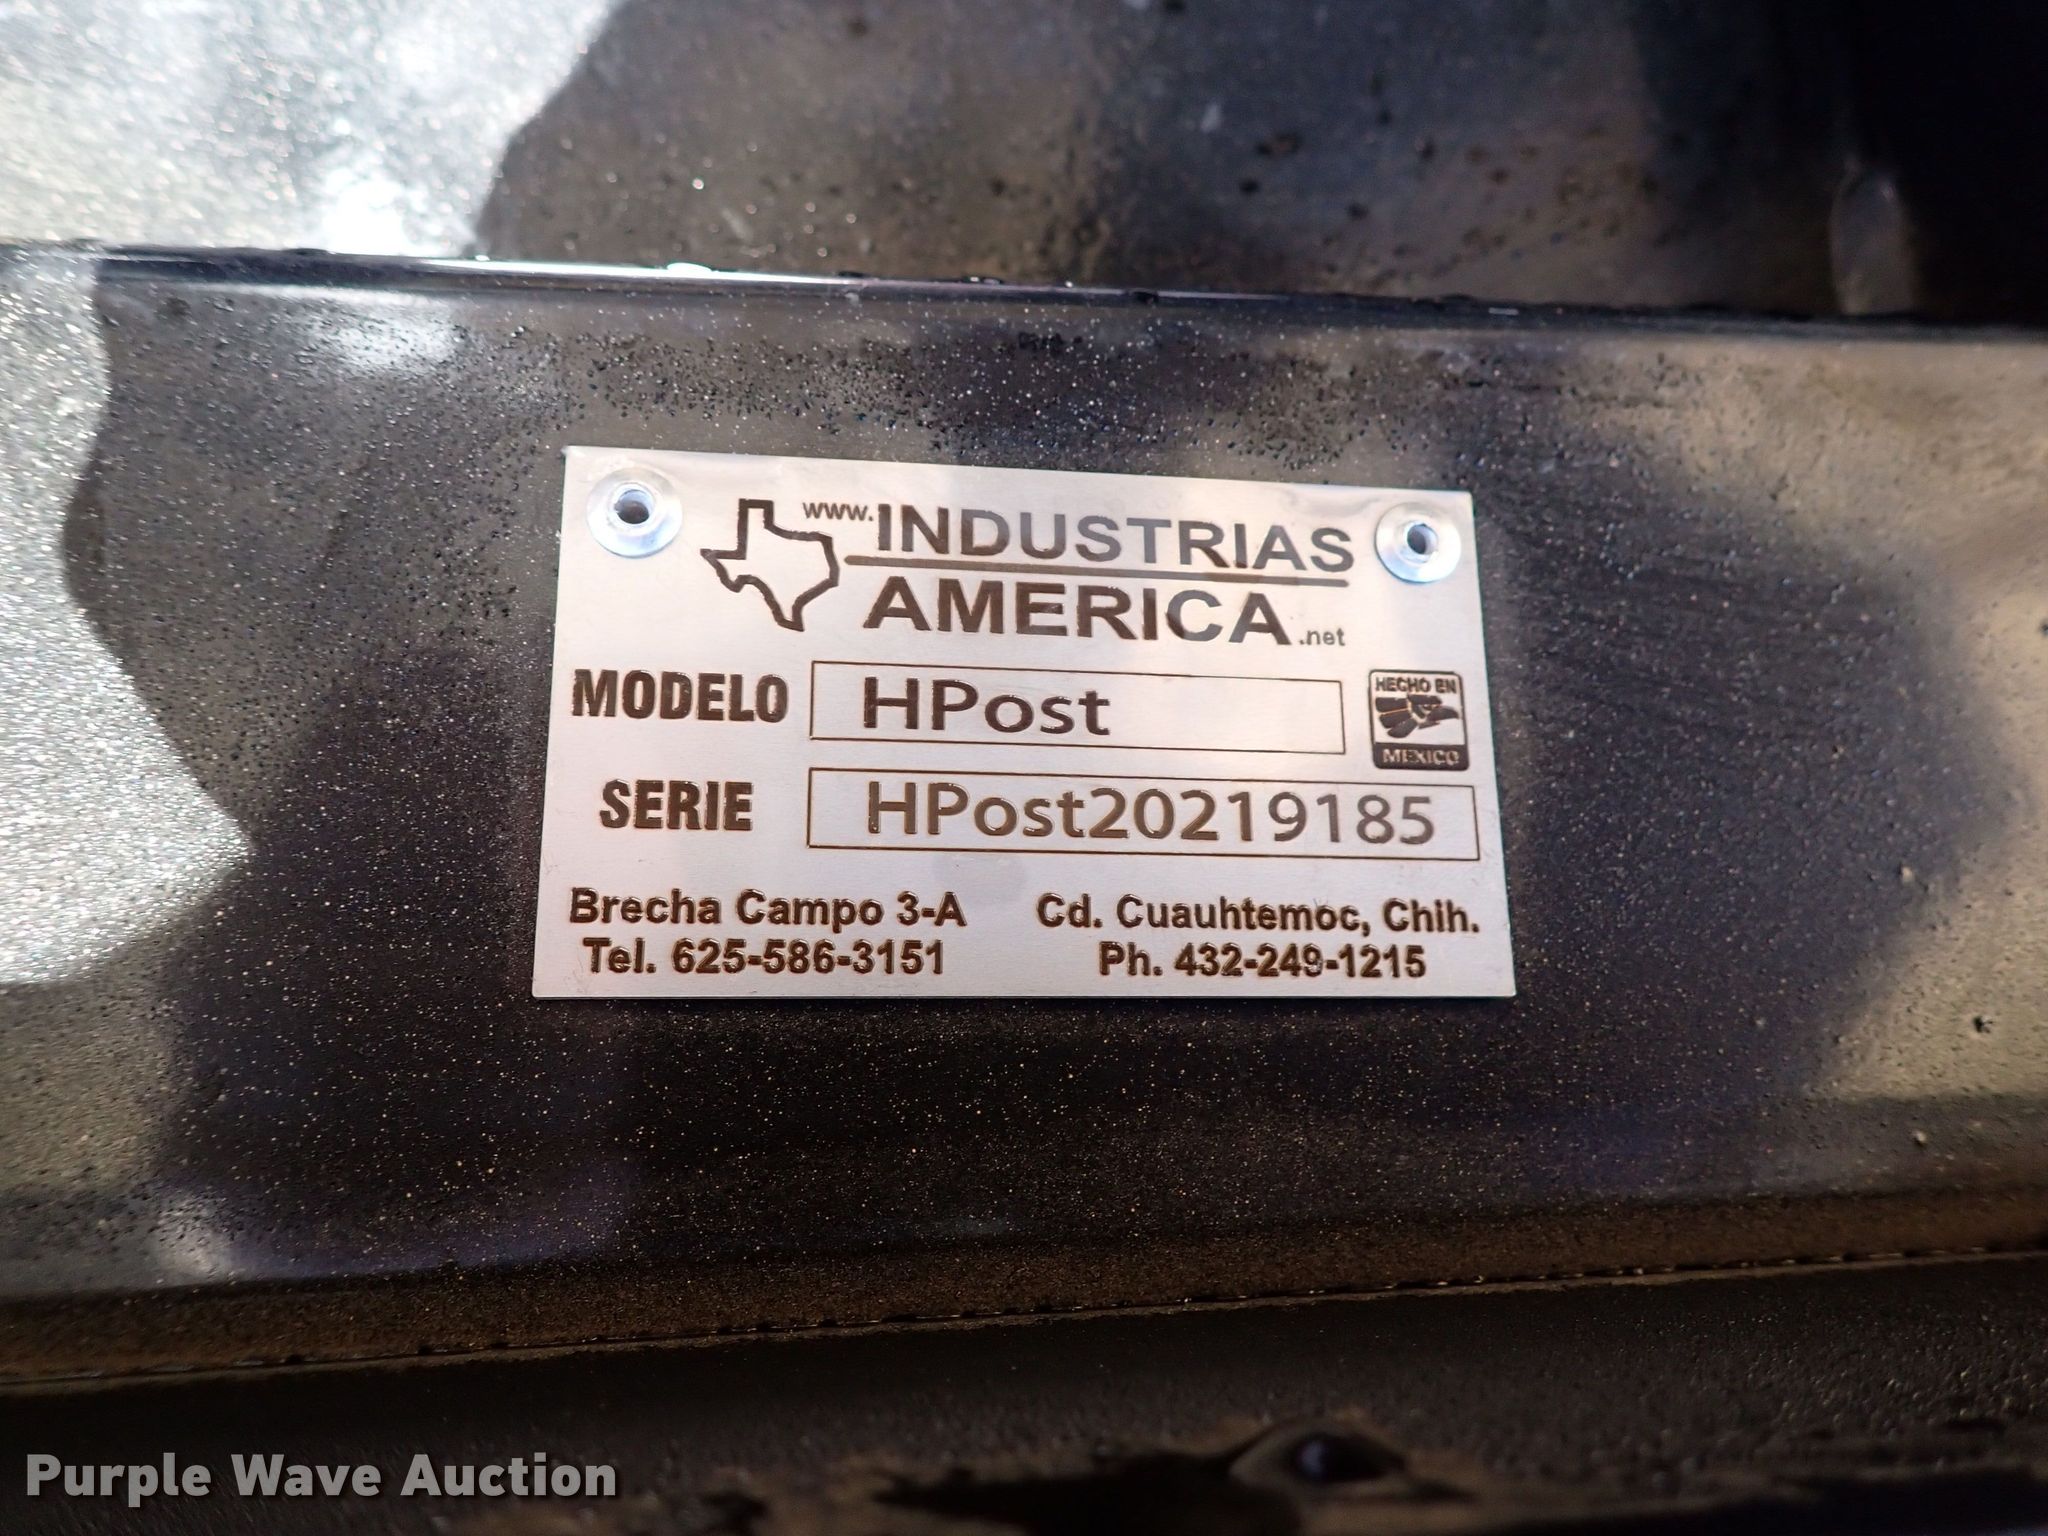 www.INDUSTRIAS
AMERICA.net
MODELO HPost
HECHO EN
MEXICO
SERIE HPost20219185
Brecha Campo 3-A Cd. Cuauhtemoc, Chih.
Tel. 625-586-3151 Ph. 432-249-1215
Purple Wave Auction